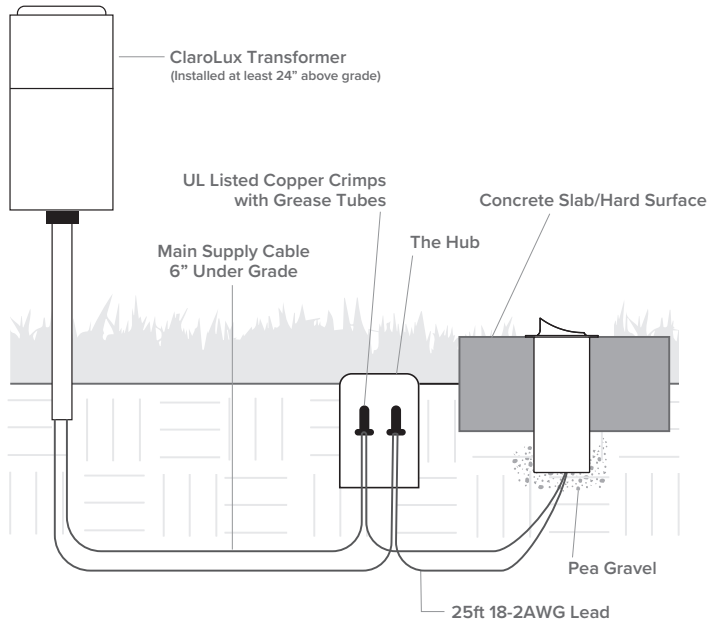 ClaroLux Transformer
(Installed at least 24” above grade)
UL Listed Copper Crimps
with Grease Tubes
Concrete Slab/Hard Surface
The Hub
Main Supply Cable
6” Under Grade
Pea Gravel
25ft 18-2AWG Lead